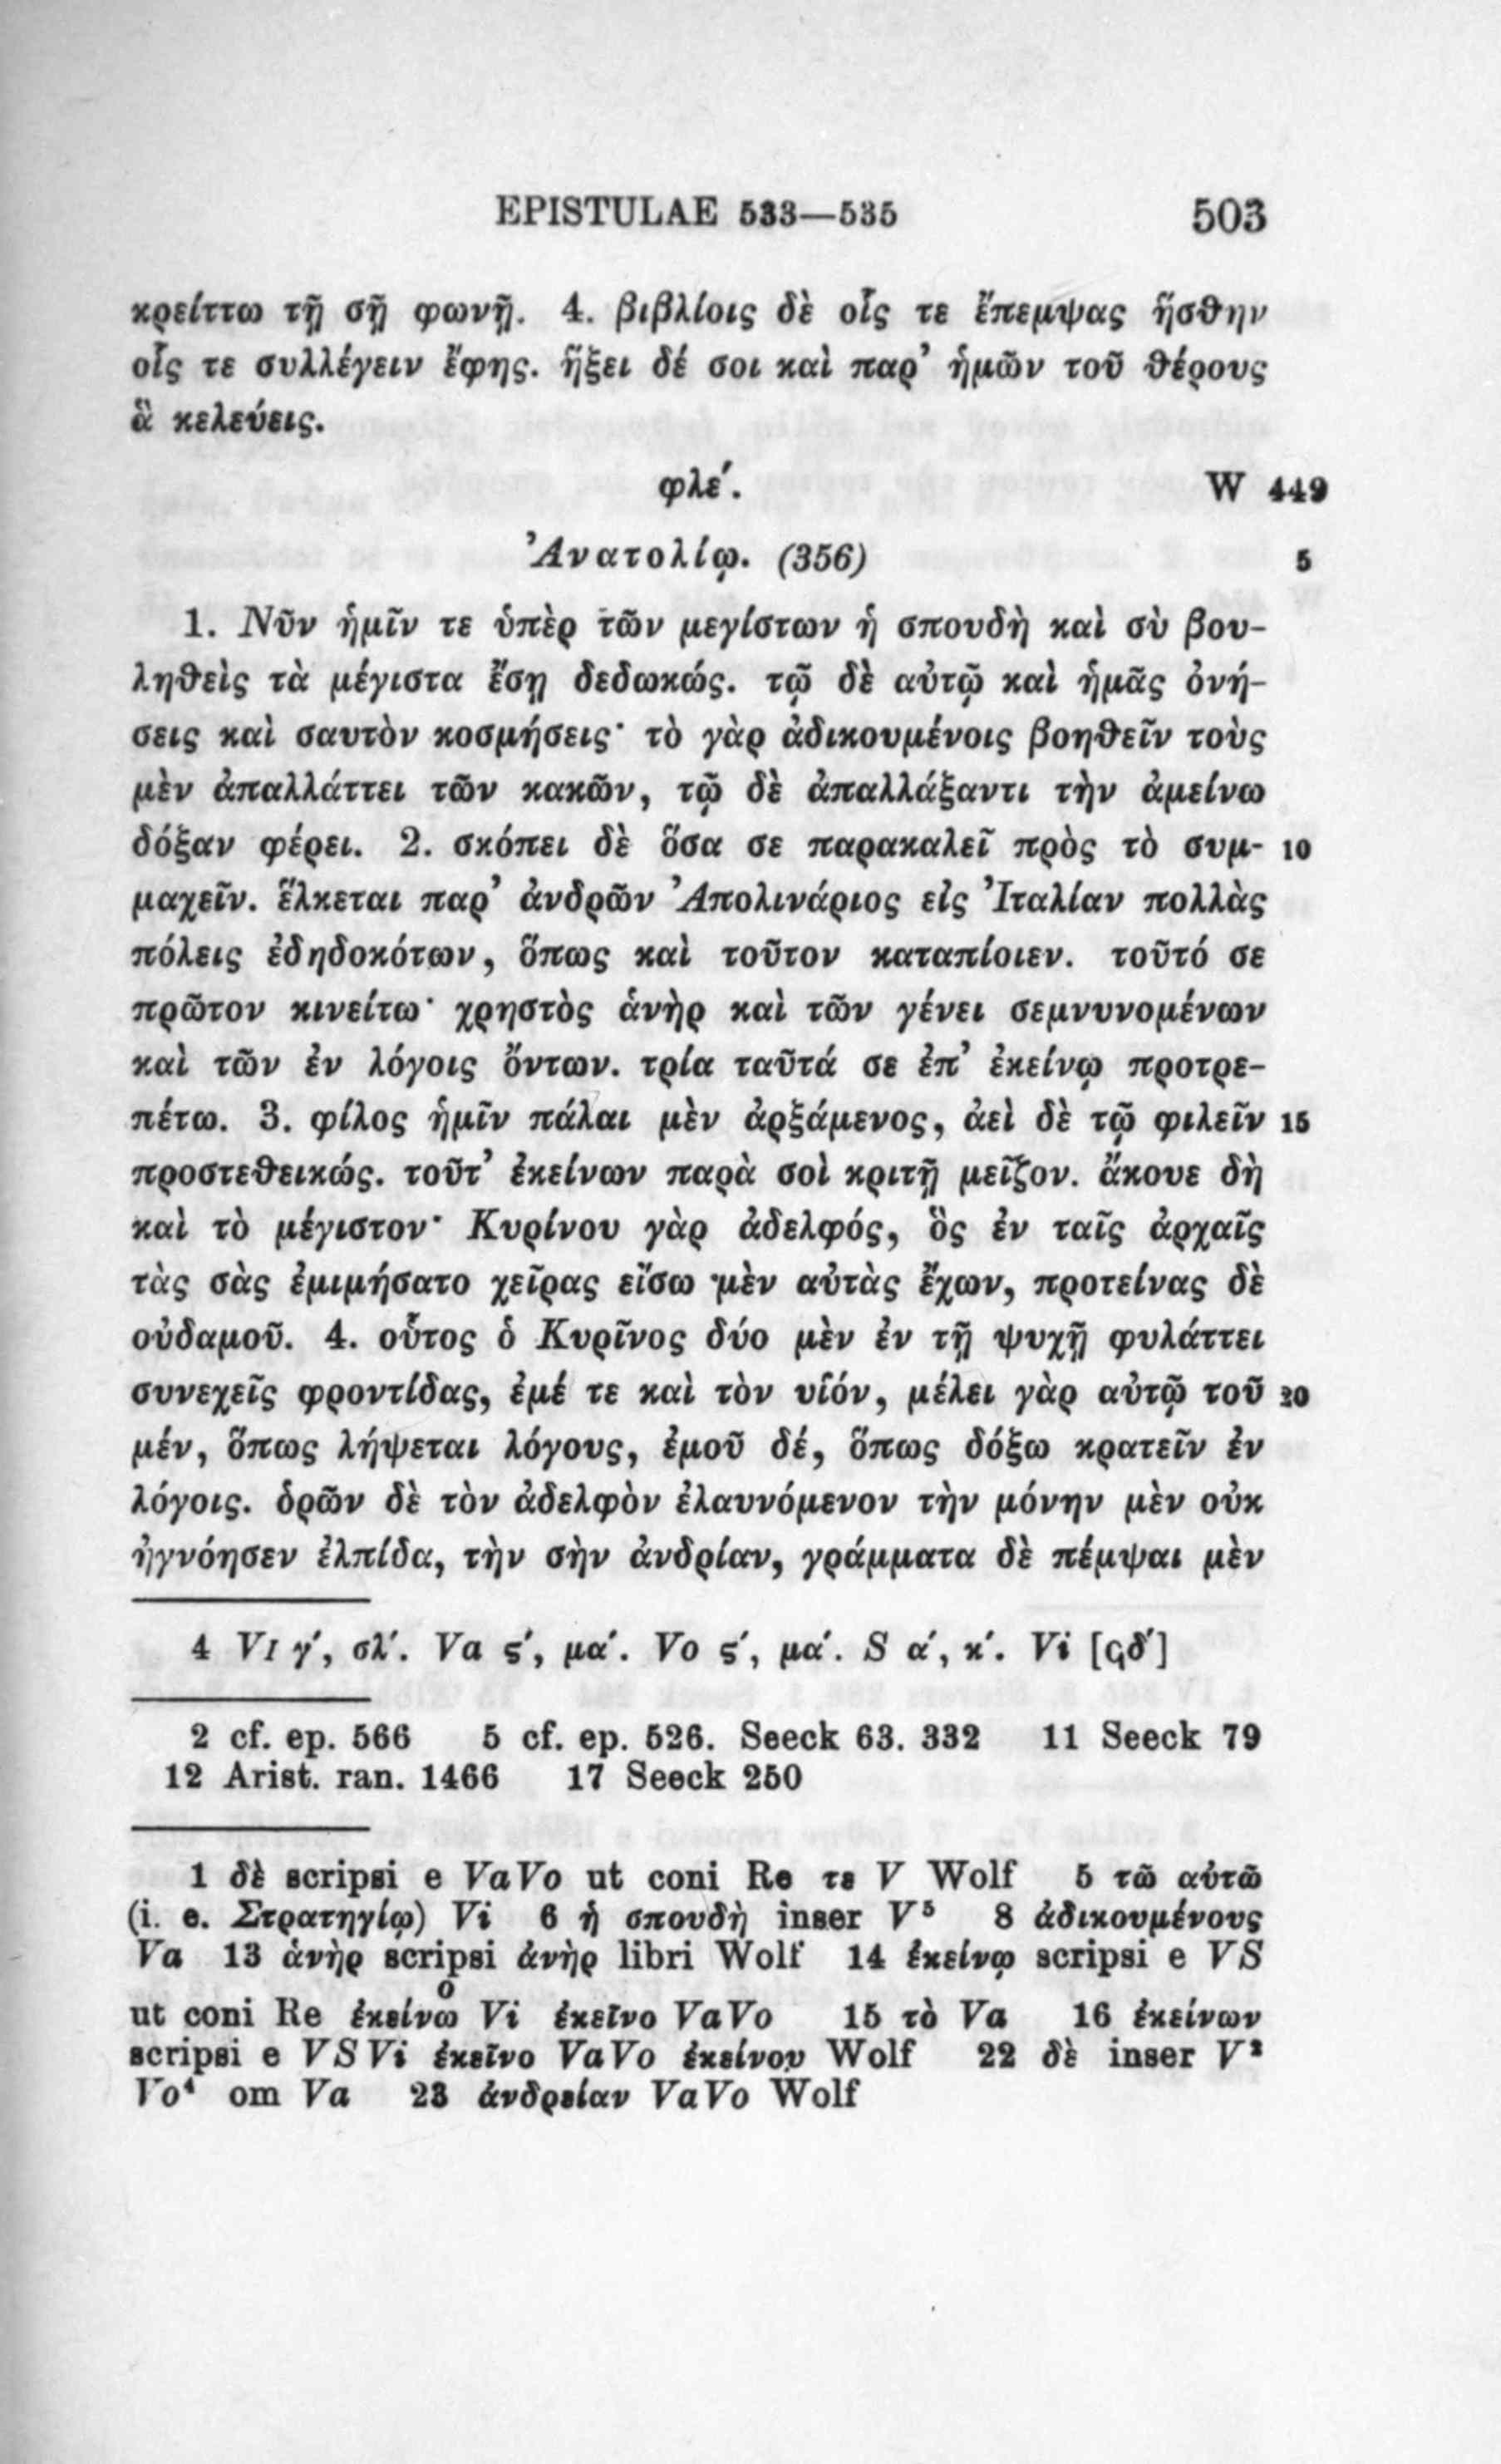 EPISTULAE 533—535 503
κρείττω τῇ σῇ φωνῇ. 4. βιβλίοις δὲ οἷς τε ἔπεμψας ἥσθην
οἷς τε συλλέγειν ἔφης. ἥξει δέ σοι καὶ παρ’ ἡμῶν τοῦ θέρους
ἃ κελεύεις.
φλε΄. W 449
Ἀνατολίῳ. (356) 5
1. Νῦν ἡμῖν τε ὑπὲρ τῶν μεγίστων ἡ σπουδὴ καὶ σὺ βου-
ληθεὶς τὰ μέγιστα ἔσῃ δεδωκώς. τῷ δὲ αὐτῷ καὶ ἡμᾶς ὀνή-
σεις καὶ σαυτὸν κοσμήσεις· τὸ γὰρ ἀδικουμένοις βοηθεῖν τοὺς
μὲν ἀπαλλάττει τῶν κακῶν, τῷ δὲ ἀπαλλάξαντι τὴν ἀμείνω
δόξαν φέρει. 2. σκόπει δὲ ὅσα σε παρακαλεῖ πρὸς τὸ συμ- 10
μαχεῖν. ἕλκεται παρ’ ἀνδρῶν Ἀπολινάριος εἰς Ἰταλίαν πολλὰς
πόλεις ἐδηδοκότων, ὅπως καὶ τοῦτον καταπίοιεν. τοῦτό σε
πρῶτον κινείτω· χρηστὸς ἁνὴρ καὶ τῶν γένει σεμνυνομένων
καὶ τῶν ἐν λόγοις ὄντων. τρία ταῦτά σε ἐπ’ ἐκείνῳ προτρε-
πέτω. 3. φίλος ἡμῖν πάλαι μὲν ἀρξάμενος, ἀεὶ δὲ τῷ φιλεῖν 15
προστεθεικώς. τοῦτ’ ἐκείνων παρὰ σοὶ κριτῇ μεῖζον. ἄκουε δὴ
καὶ τὸ μέγιστον· Κυρίνου γὰρ ἀδελφός, ὃς ἐν ταῖς ἀρχαῖς
τὰς σὰς ἐμιμήσατο χεῖρας εἴσω μὲν αὐτὰς ἔχων, προτείνας δὲ
οὐδαμοῦ. 4. οὗτος ὁ Κυρῖνος δύο μὲν ἐν τῇ ψυχῇ φυλάττει
συνεχεῖς φροντίδας, ἐμέ τε καὶ τὸν υἱόν, μέλει γὰρ αὐτῷ τοῦ 20
μέν, ὅπως λήψεται λόγους, ἐμοῦ δέ, ὅπως δόξω κρατεῖν ἐν
λόγοις. ὁρῶν δὲ τὸν ἀδελφὸν ἐλαυνόμενον τὴν μόνην μὲν οὐκ
ἠγνόησεν ἐλπίδα, τὴν σὴν ἀνδρίαν, γράμματα δὲ πέμψαι μὲν
4 VI γ΄, σλ΄. Va ς΄, μα΄. Vo ς΄, μα΄. S α΄, κ΄. Vi [ϛδ΄]
2 cf. ep. 566 5 cf. ep. 526. Seeck 63. 332 11 Seeck 79
12 Arist. ran. 1466 17 Seeck 250
1 δὲ scripsi e VaVo ut coni Re τε V Wolf 5 τῶ αὐτῶ
(i. e. Στρατηγίῳ) Vi 6 ἡ σπουδὴ inser V⁵ 8 ἀδικουμένους
Va 13 ἁνὴρ scripsi ἀνὴρ libri Wolf 14 ἐκείνῳ scripsi e VS
ut coni Re ἐκείνω̊ Vi ἐκεῖνο VaVo 15 τὸ Va 16 ἐκείνων
scripsi e VSVi ἐκεῖνο VaVo ἐκείνου Wolf 22 δὲ inser V²
Vo⁴ om Va 23 ἀνδρείαν VaVo Wolf